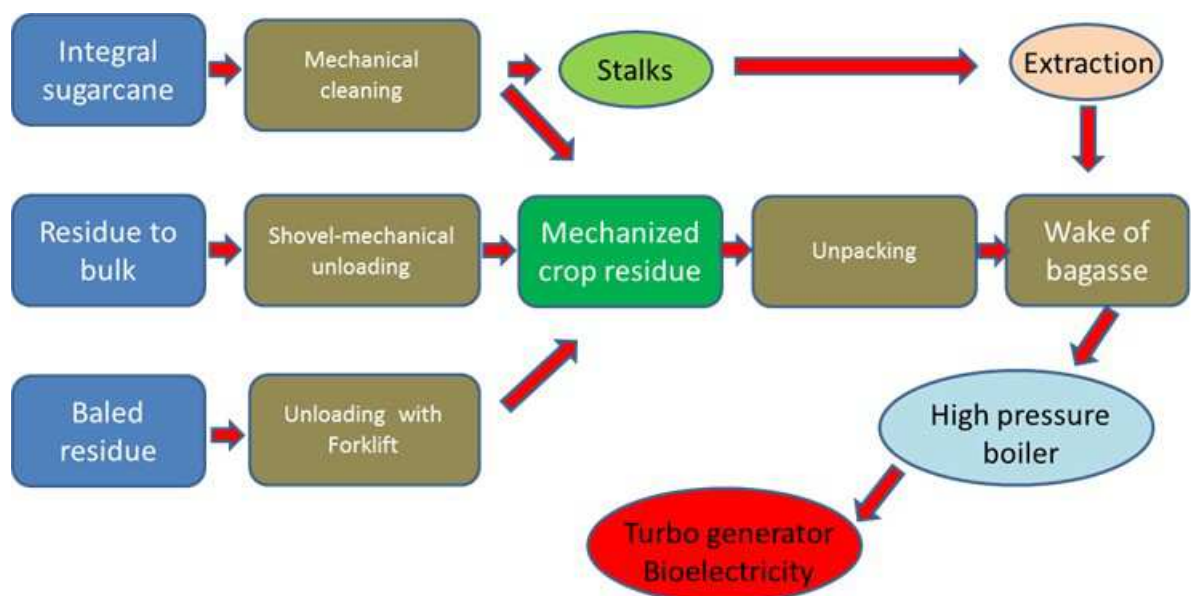 Integral
sugarcane
Mechanical
cleaning
Stalks
Extraction
Residue to
bulk
Shovel-mechanical
unloading
Mechanized
crop residue
Unpacking
Wake of
bagasse
Baled
residue
Unloading with
Forklift
High pressure
boiler
Turbo generator
Bioelectricity